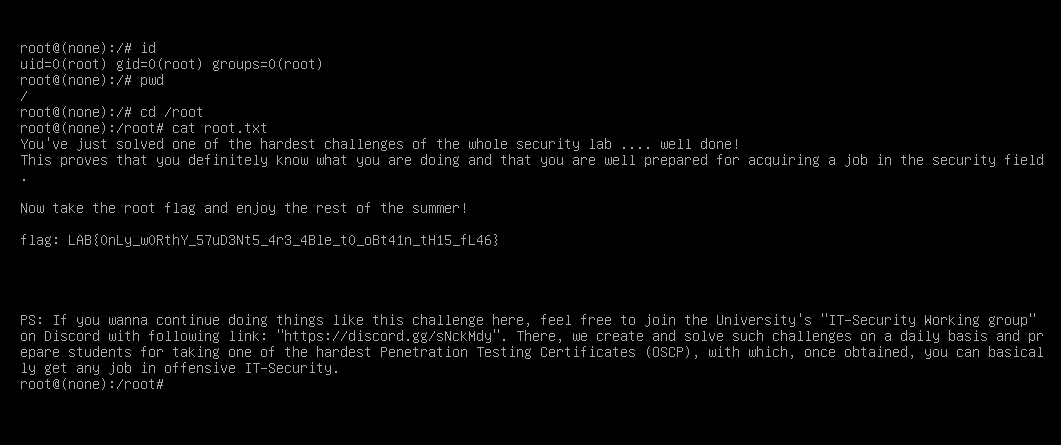 root@(none):/# id
uid=0(root) gid=0(root) groups=0(root)
root@(none):/# pwd
/
root@(none):/# cd /root
root@(none):/root# cat root.txt
You've just solved one of the hardest challenges of the whole security lab .... well done!
This proves that you definitely know what you are doing and that you are well prepared for acquiring a job in the security field
.
Now take the root flag and enjoy the rest of the summer!
flag: LAB{0nLy_w0RthY_57uD3Nt5_4r3_4Ble_t0_oBt41n_tH15_fL46}
PS: If you wanna continue doing things like this challenge here, feel free to join the University's "IT-Security Working group"
on Discord with following link: "https://discord.gg/sNckMdy". There, we create and solve such challenges on a daily basis and pr
epare students for taking one of the hardest Penetration Testing Certificates (OSCP), with which, once obtained, you can basical
ly get any job in offensive IT-Security.
root@(none):/root#